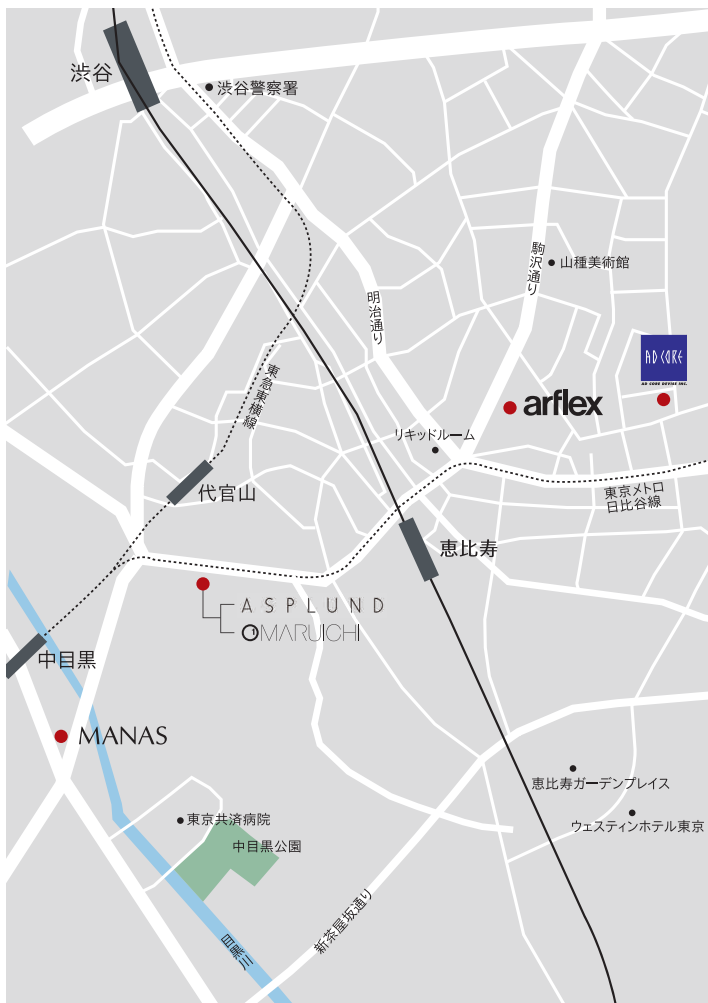 渋谷
渋谷警察署
駒沢通り
山種美術館
明治通り
AD CORE
AD CORE DEVISE INC.
東急東横線
arflex
リキッドルーム
代官山
東京メトロ
日比谷線
恵比寿
ASPLUND
MARUICHI
中目黒
MANAS
恵比寿ガーデンプレイス
ウェスティンホテル東京
東京共済病院
中目黒公園
新茶屋坂通り
目黒川